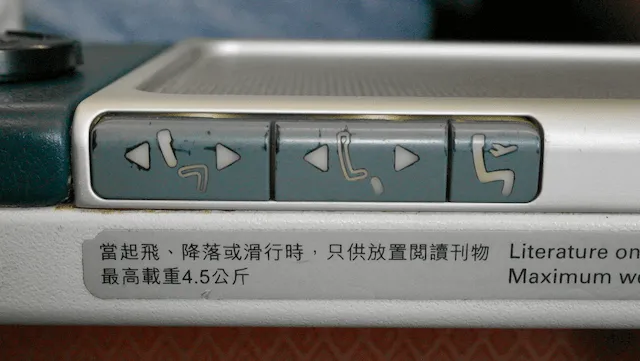 當起飛、降落或滑行時，只供放置閱讀刊物
最高載重4.5公斤
Literature on
Maximum